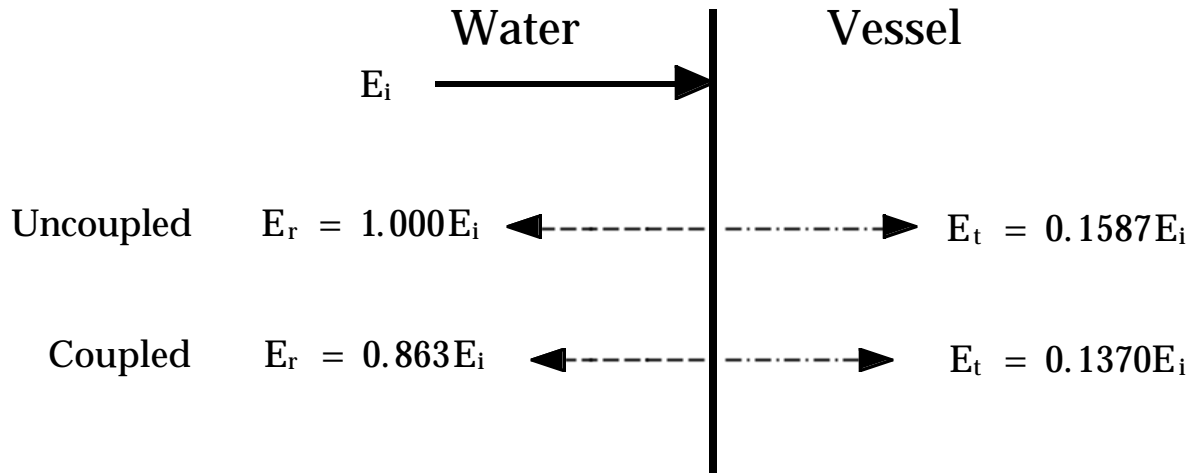 Water Vessel
Ei
Uncoupled Er = 1.000Ei Et = 0.1587Ei
Coupled Er = 0.863Ei Et = 0.1370Ei